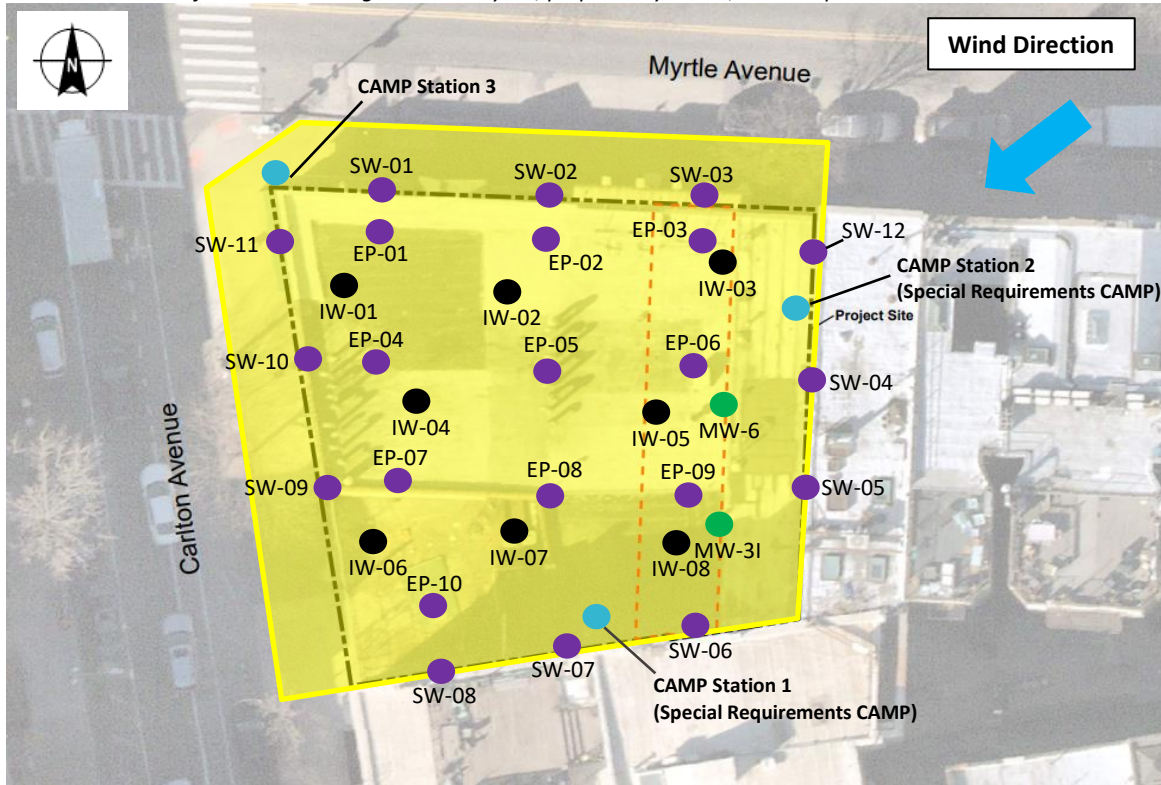 Wind Direction
N
Myrtle Avenue
CAMP Station 3
SW-01
SW-02
SW-03
SW-11
EP-01
EP-02
EP-03
SW-12
IW-01
IW-02
IW-03
CAMP Station 2
(Special Requirements CAMP)
Project Site
SW-10
EP-04
EP-05
EP-06
SW-04
IW-04
IW-05
MW-6
Carlton Avenue
SW-09
EP-07
EP-08
EP-09
SW-05
IW-06
IW-07
IW-08
MW-3I
EP-10
SW-08
SW-07
SW-06
CAMP Station 1
(Special Requirements CAMP)